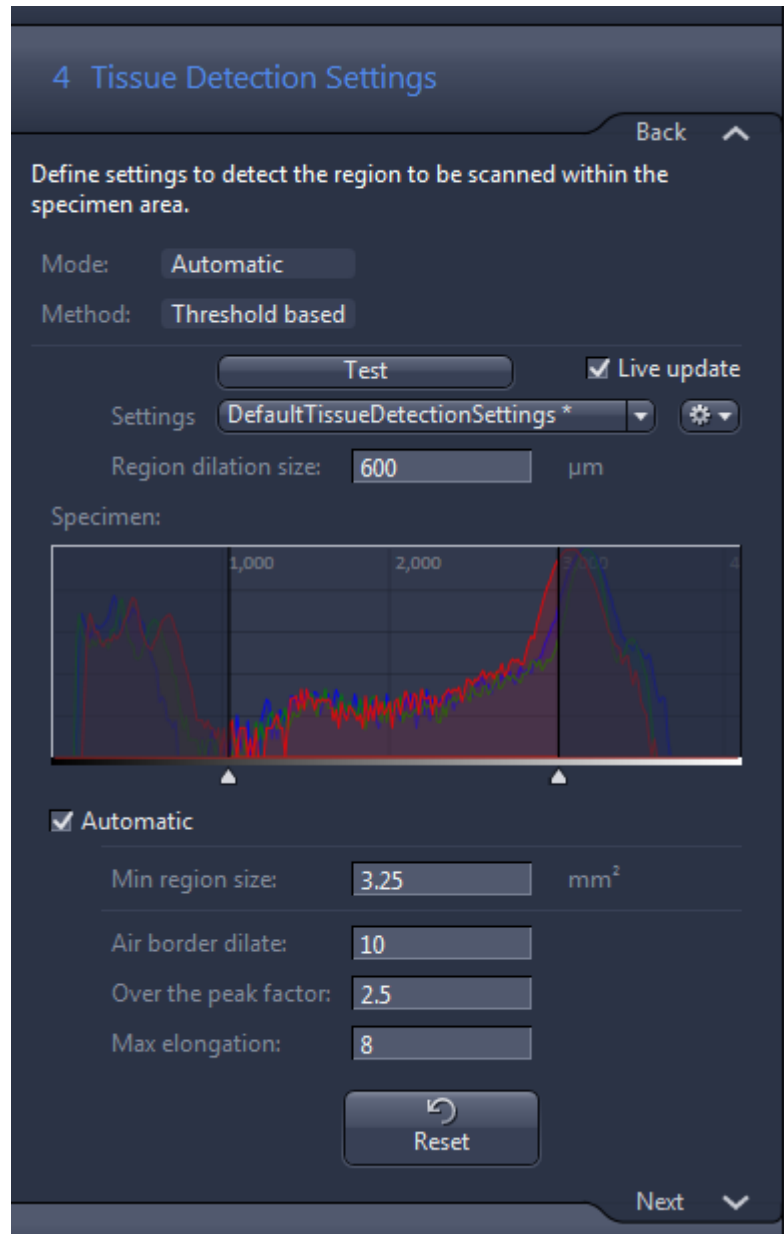 4 Tissue Detection Settings
Back
Define settings to detect the region to be scanned within the
specimen area.
Mode: Automatic
Method: Threshold based
Test Live update
Settings DefaultTissueDetectionSettings *
Region dilation size: 600 µm
Specimen:
1,000 2,000 3,000 4
Automatic
Min region size: 3.25 mm²
Air border dilate: 10
Over the peak factor: 2.5
Max elongation: 8
Reset
Next